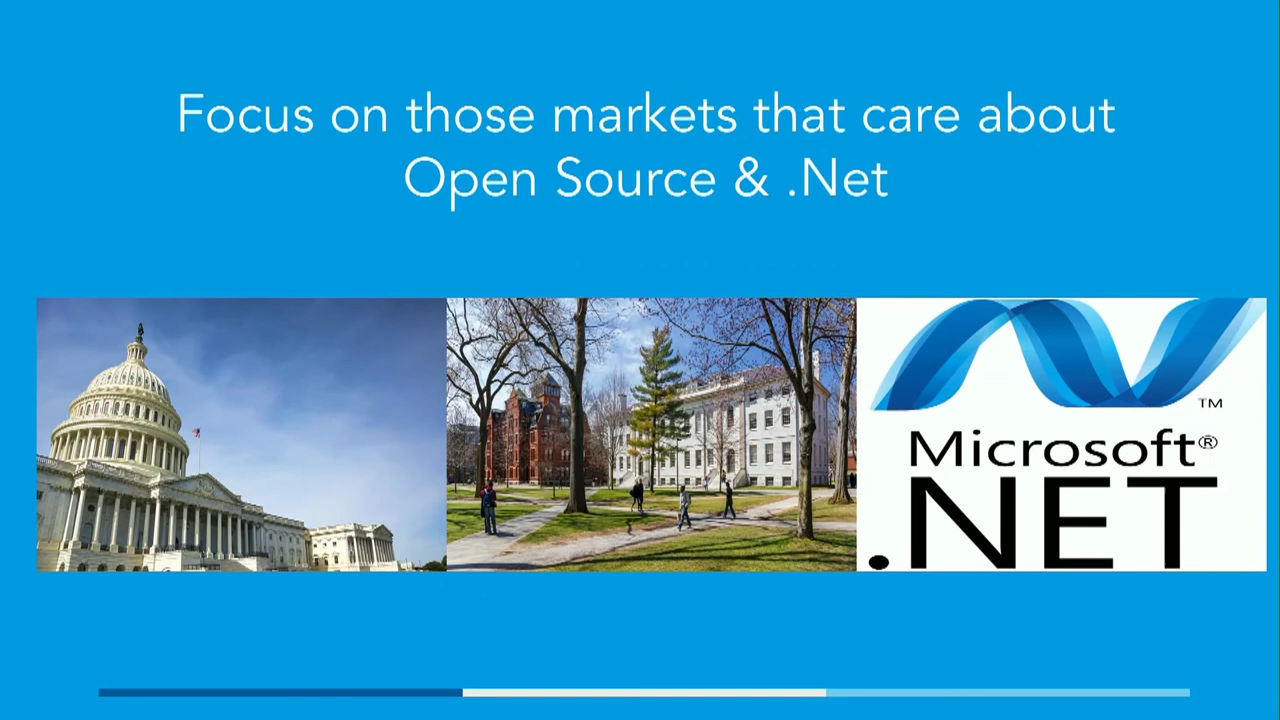 Focus on those markets that care about
Open Source & .Net
TM
Microsoft®
.NET